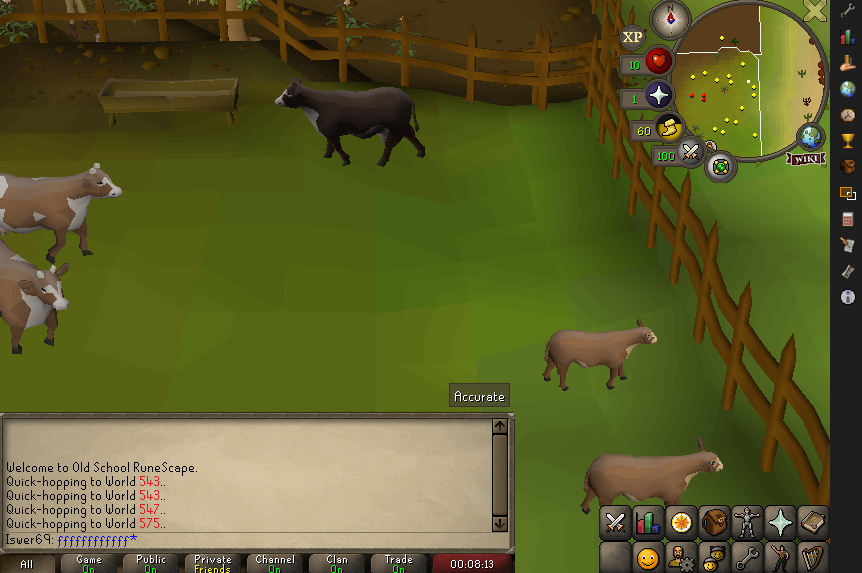 N
XP
10
1
60
100
WIKI
Accurate
Welcome to Old School RuneScape.
Quick-hopping to World 543..
Quick-hopping to World 543..
Quick-hopping to World 547..
Quick-hopping to World 575..
Iswer69: ffffffffffff*
All
Game
On
Public
On
Private
Friends
Channel
On
Clan
On
Trade
On
00:08:13